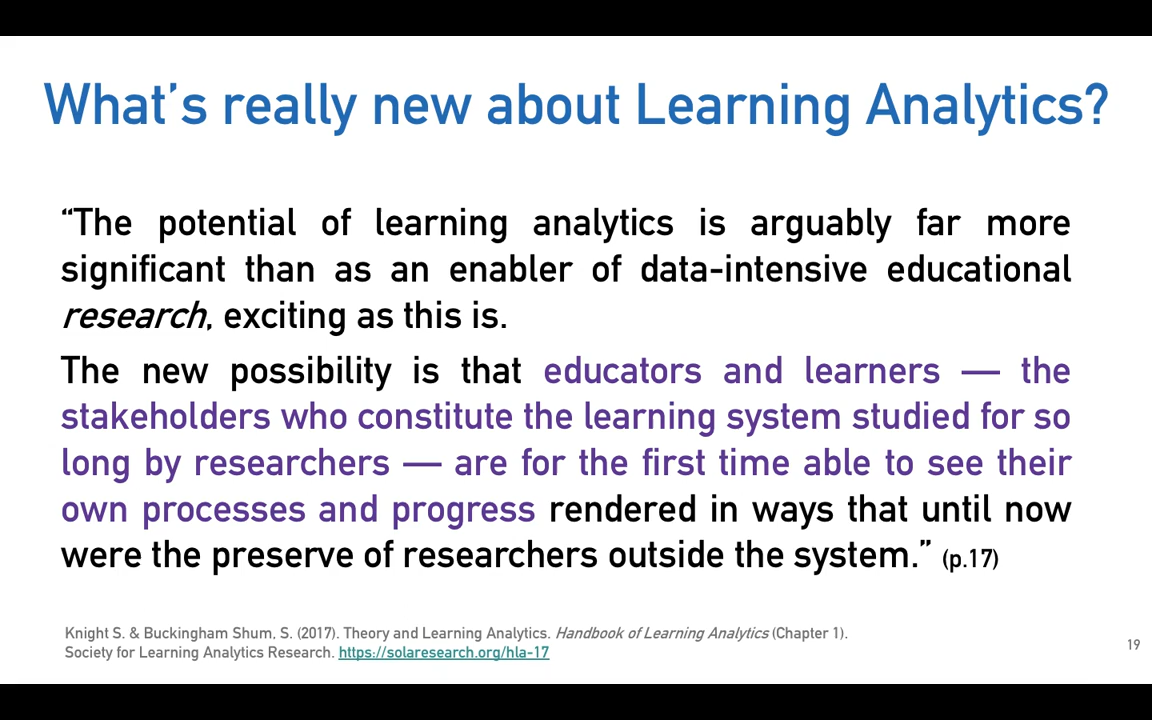 What’s really new about Learning Analytics?
“The potential of learning analytics is arguably far more
significant than as an enabler of data-intensive educational
research, exciting as this is.
The new possibility is that educators and learners — the
stakeholders who constitute the learning system studied for so
long by researchers — are for the first time able to see their
own processes and progress rendered in ways that until now
were the preserve of researchers outside the system.” (p.17)
Knight S. & Buckingham Shum, S. (2017). Theory and Learning Analytics. Handbook of Learning Analytics (Chapter 1).
Society for Learning Analytics Research. https://solaresearch.org/hla-17
19